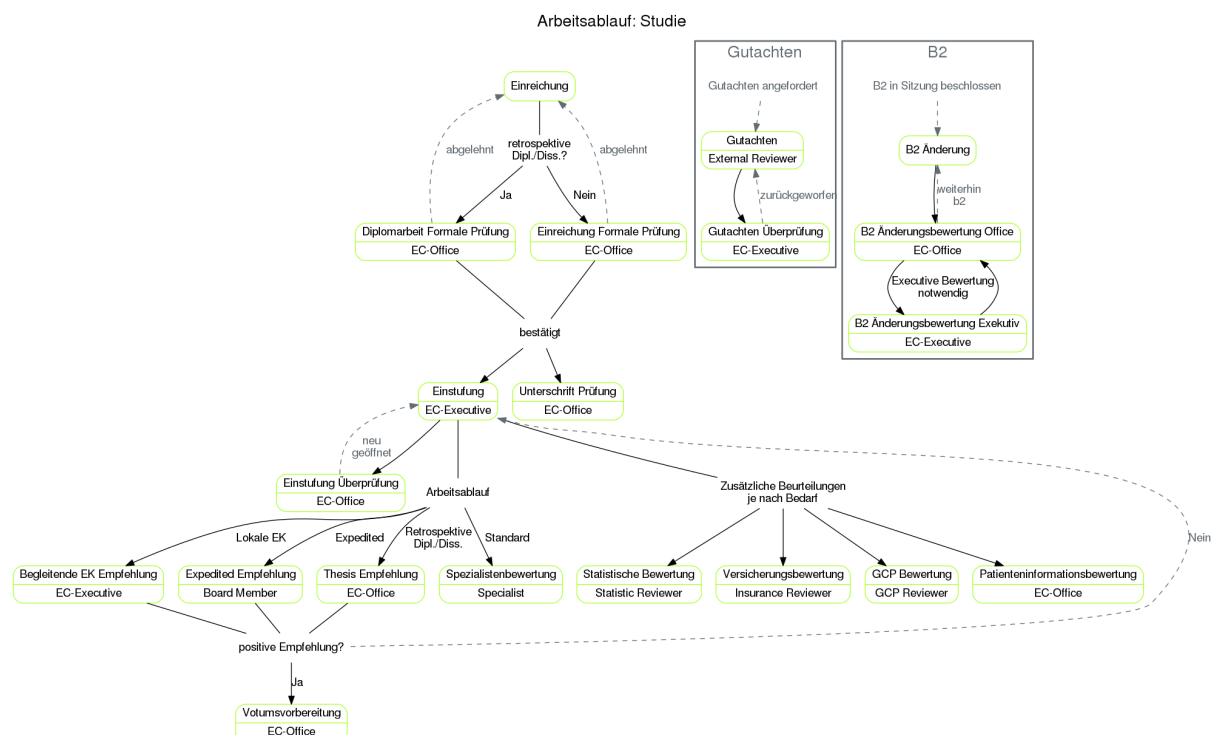 Arbeitsablauf: Studie
Gutachten
B2
Einreichung
Gutachten angefordert
B2 in Sitzung beschlossen
abgelehnt
retrospektive
Dipl./Diss.?
abgelehnt
Gutachten
External Reviewer
B2 Änderung
Ja
Nein
zurückgeworfen
weiterhin
b2
Diplomarbeit Formale Prüfung
EC-Office
Einreichung Formale Prüfung
EC-Office
Gutachten Überprüfung
EC-Executive
B2 Änderungsbewertung Office
EC-Office
Executive Bewertung
notwendig
bestätigt
B2 Änderungsbewertung Exekutiv
EC-Executive
Einstufung
EC-Executive
Unterschrift Prüfung
EC-Office
neu
geöffnet
Einstufung Überprüfung
EC-Office
Arbeitsablauf
Zusätzliche Beurteilungen
je nach Bedarf
Lokale EK
Expedited
Retrospektive
Dipl./Diss.
Standard
Nein
Begleitende EK Empfehlung
EC-Executive
Expedited Empfehlung
Board Member
Thesis Empfehlung
EC-Office
Spezialistenbewertung
Specialist
Statistische Bewertung
Statistic Reviewer
Versicherungsbewertung
Insurance Reviewer
GCP Bewertung
GCP Reviewer
Patienteninformationsbewertung
EC-Office
positive Empfehlung?
Ja
Votumsvorbereitung
EC-Office